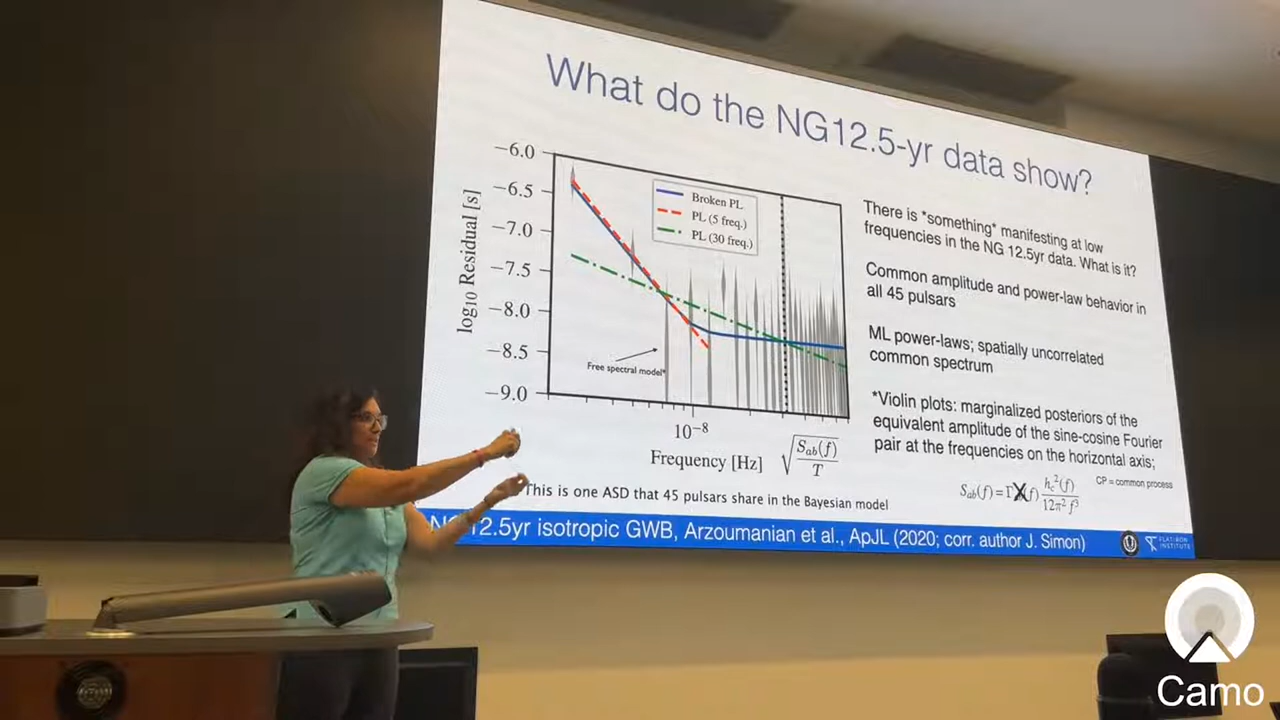 What do the NG12.5-yr data show?
−6.0
−6.5
−7.0
−7.5
−8.0
−8.5
−9.0
log₁₀ Residual [s]
Broken PL
PL (5 freq.)
PL (30 freq.)
Free spectral model*
10⁻⁸
Frequency [Hz]
√(S_ab(f)/T)
There is *something* manifesting at low
frequencies in the NG 12.5yr data. What is it?
Common amplitude and power-law behavior in
all 45 pulsars
ML power-laws; spatially uncorrelated
common spectrum
*Violin plots: marginalized posteriors of the
equivalent amplitude of the sine-cosine Fourier
pair at the frequencies on the horizontal axis;
CP = common process
This is one ASD that 45 pulsars share in the Bayesian model
12.5yr isotropic GWB, Arzoumanian et al., ApJL (2020; corr. author J. Simon)
FLATIRON
INSTITUTE
Camo